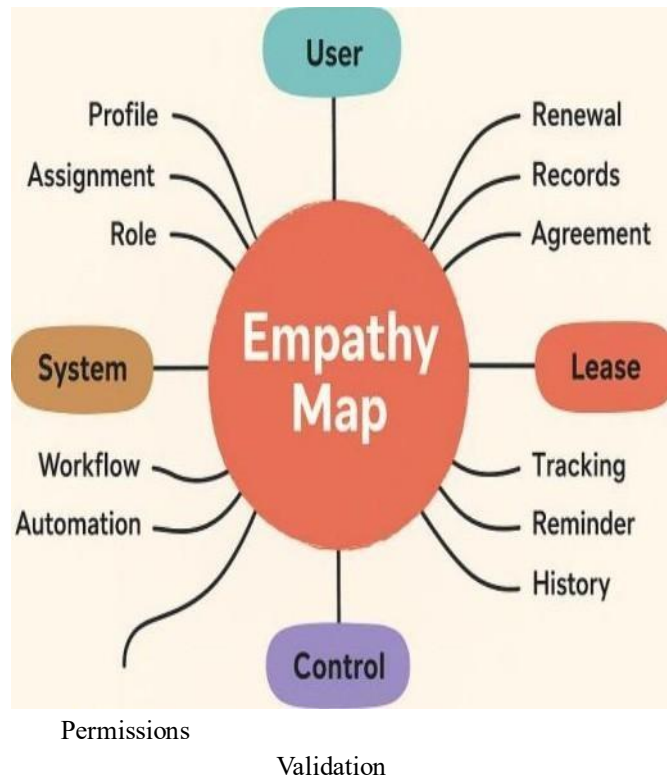 User
Profile
Assignment
Role
Renewal
Records
Agreement
System
Empathy
Map
Lease
Workflow
Automation
Tracking
Reminder
History
Control
Permissions
Validation